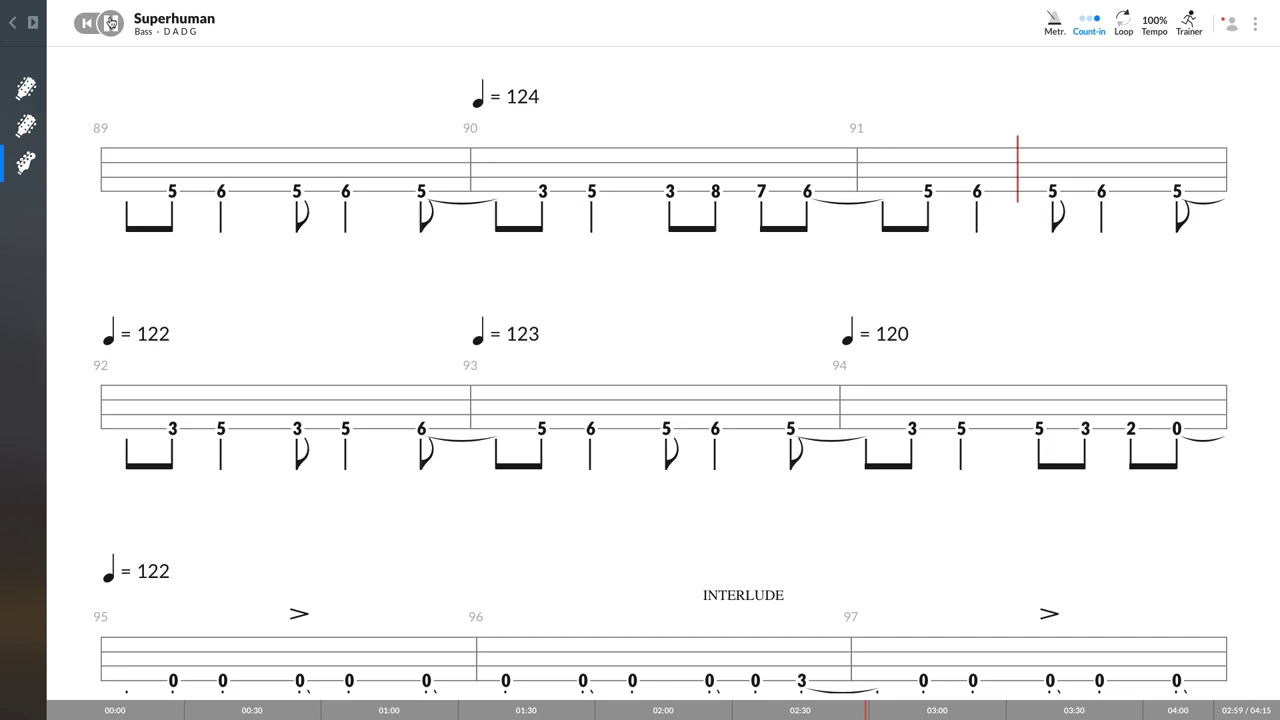 Superhuman
Bass · D A D G
100%
Metr. Count-in Loop Tempo Trainer
= 124
89 90 91
5 6 5 6 5 3 5 3 8 7 6 5 6 5 6 5
= 122 = 123 = 120
92 93 94
3 5 3 5 6 5 6 5 6 5 3 5 5 3 2 0
= 122
INTERLUDE
95 96 97
0 0 0 0 0 0 0 0 0 0 3 0 0 0 0 0
00:00 00:30 01:00 01:30 02:00 02:30 03:00 03:30 04:00 02:59 / 04:15